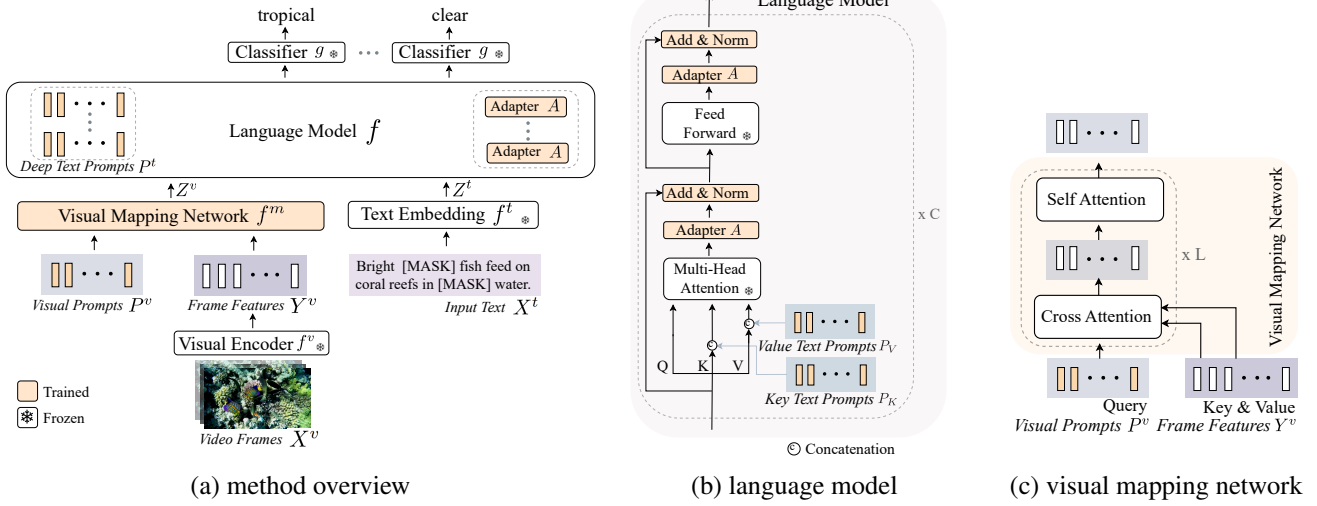 tropical
clear
Classifier g
...
Classifier g
Language Model f
Deep Text Prompts P^t
Adapter A
Adapter A
Z^v
Z^t
Visual Mapping Network f^m
Text Embedding f^t
Visual Prompts P^v
Frame Features Y^v
Bright [MASK] fish feed on
coral reefs in [MASK] water.
Input Text X^t
Visual Encoder f^v
Video Frames X^v
Trained
Frozen
(a) method overview
Language Model
Add & Norm
Adapter A
Feed
Forward
Add & Norm
Adapter A
Multi-Head
Attention
x C
c
Value Text Prompts P_V
c
Q
K
V
Key Text Prompts P_K
c Concatenation
(b) language model
Self Attention
x L
Cross Attention
Visual Mapping Network
Query
Visual Prompts P^v
Key & Value
Frame Features Y^v
(c) visual mapping network